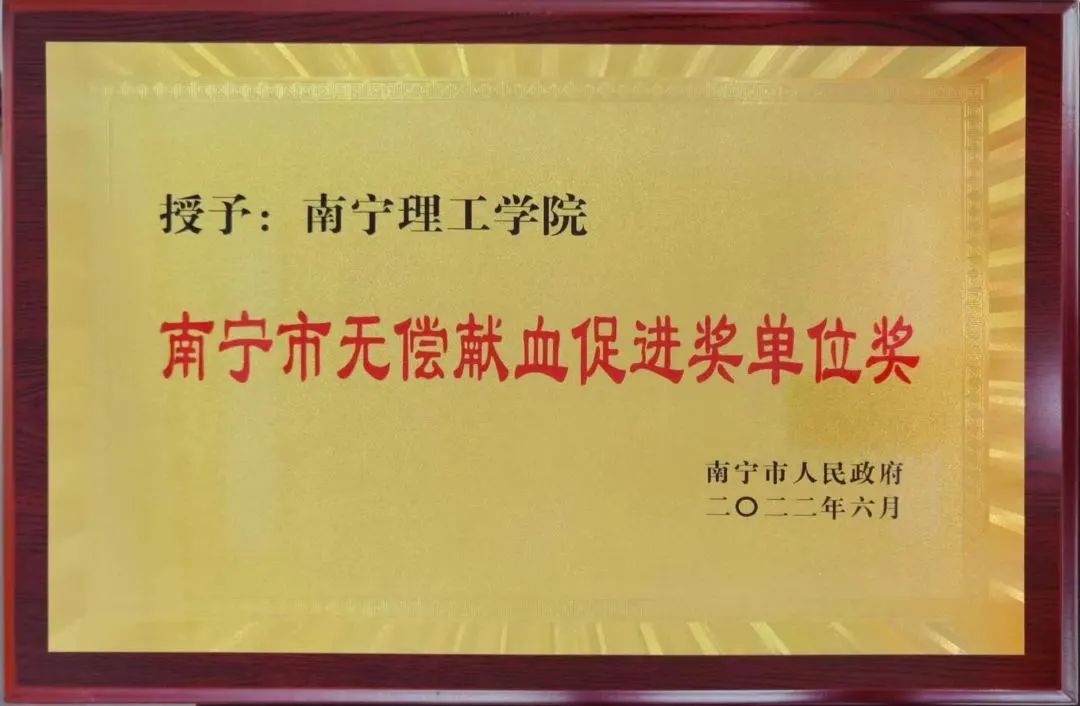 授予：南宁理工学院
南宁市无偿献血促进奖单位奖
南宁市人民政府
二〇二二年六月